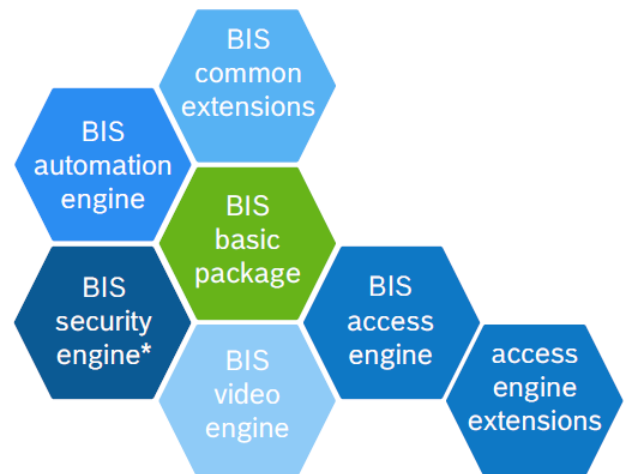 BIS
common
extensions
BIS
automation
engine
BIS
basic
package
BIS
security
engine*
BIS
access
engine
BIS
video
engine
access
engine
extensions